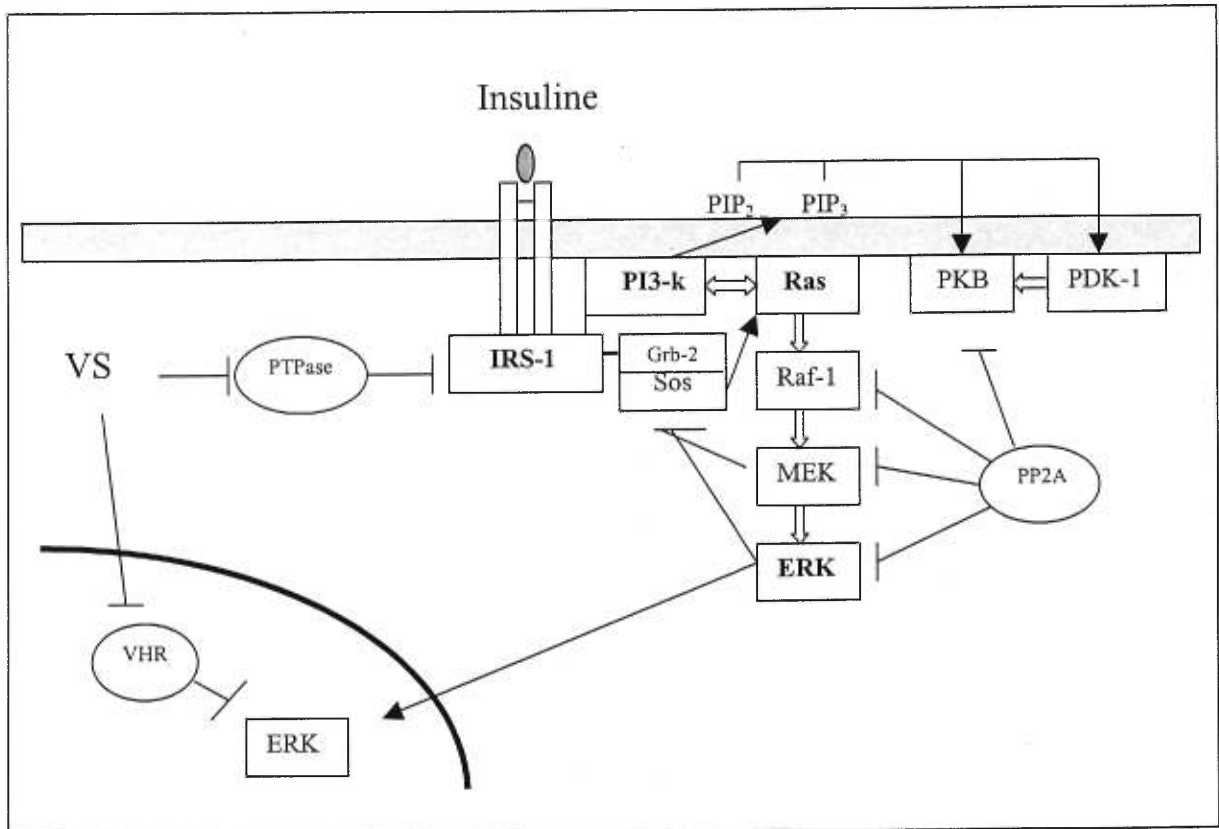 Insuline
PIP2 PIP3
PI3-k Ras PKB PDK-1
VS PTPase IRS-1 Grb-2 Raf-1
Sos
MEK PP2A
ERK
VHR
ERK